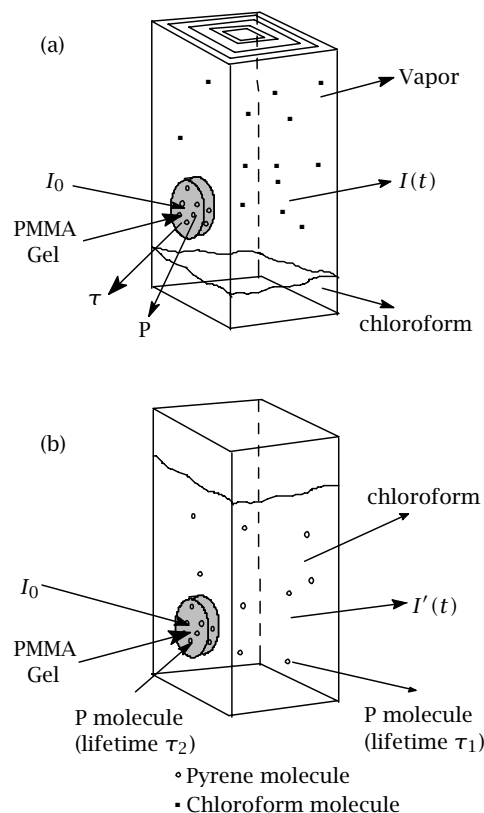 (a)
Vapor
I0
I(t)
PMMA
Gel
τ
P
chloroform
(b)
chloroform
I0
I′(t)
PMMA
Gel
P molecule
(lifetime τ2)
P molecule
(lifetime τ1)
Pyrene molecule
Chloroform molecule